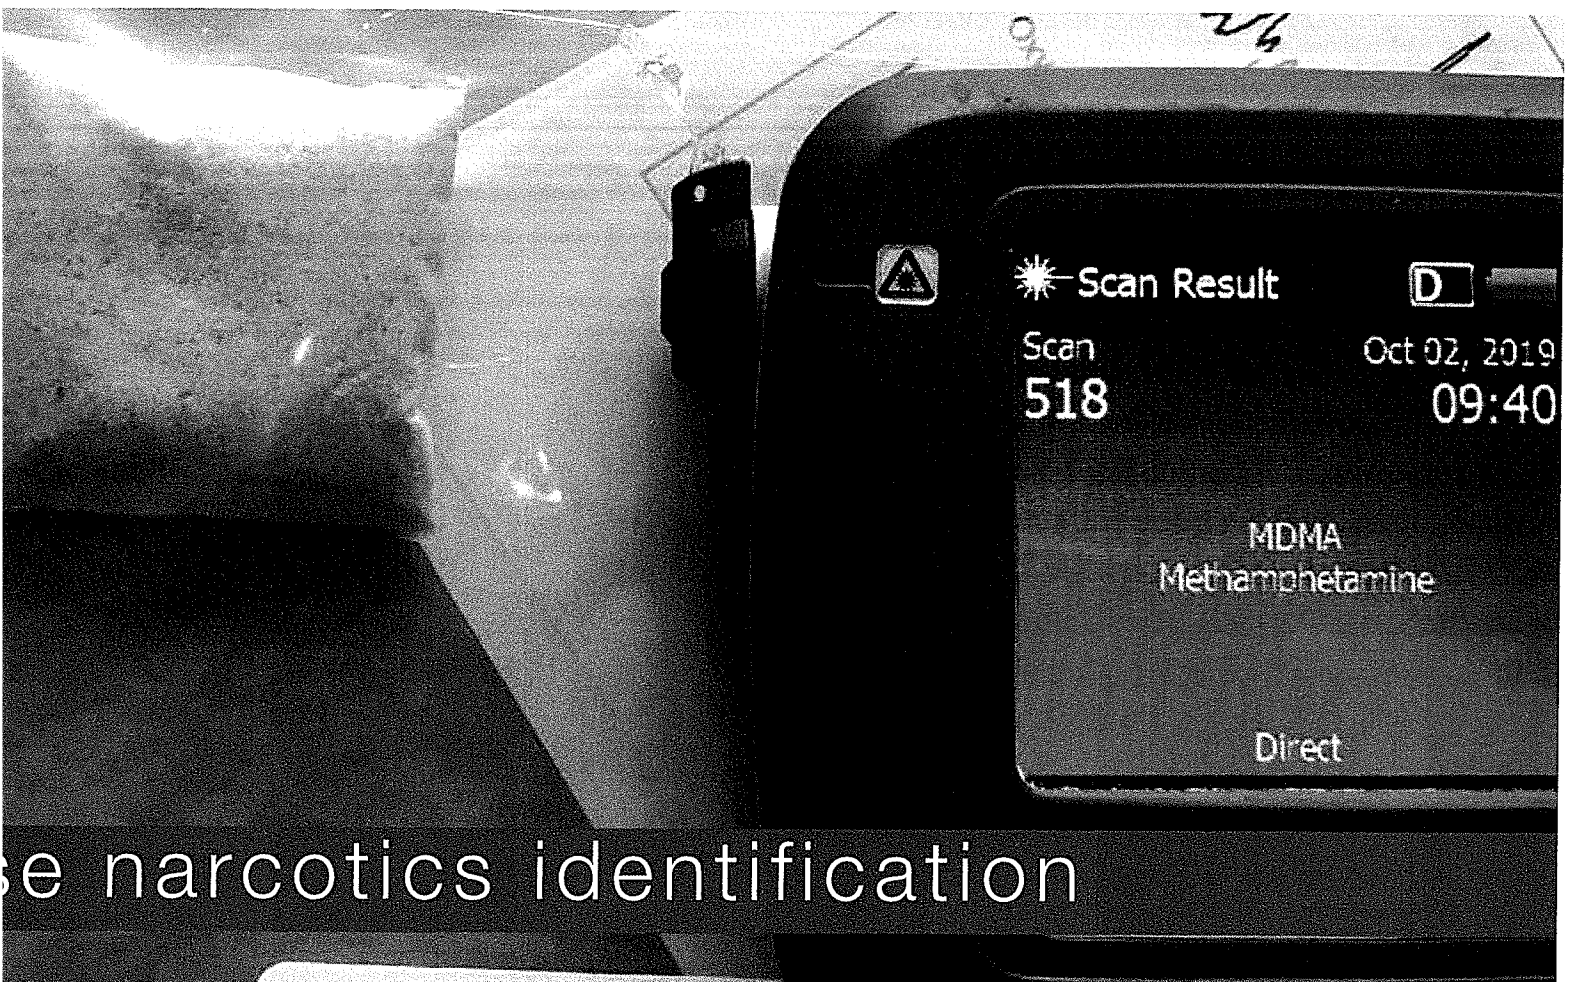 Scan Result
D
Scan
Oct 02, 2019
518
09:40
MDMA
Methamphetamine
Direct
se narcotics identification